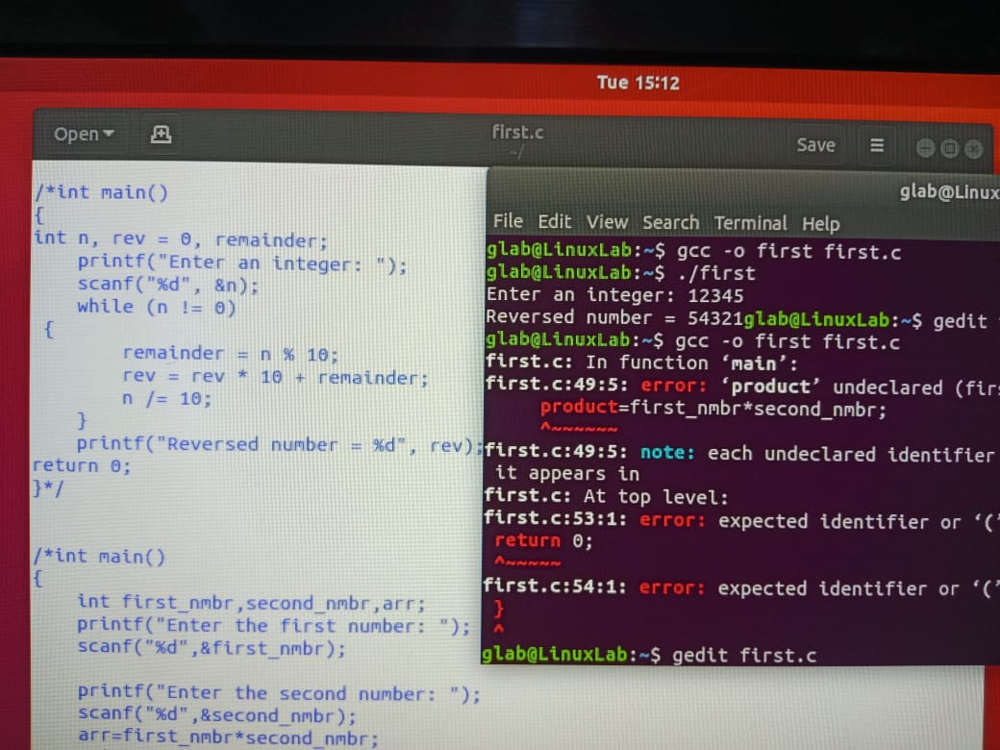 Tue 15:12
Open
first.c
~/
Save
/*int main()
{
int n, rev = 0, remainder;
printf("Enter an integer: ");
scanf("%d", &n);
while (n != 0)
{
remainder = n % 10;
rev = rev * 10 + remainder;
n /= 10;
}
printf("Reversed number = %d", rev);
return 0;
}*/
/*int main()
{
int first_nmbr,second_nmbr,arr;
printf("Enter the first number: ");
scanf("%d",&first_nmbr);
printf("Enter the second number: ");
scanf("%d",&second_nmbr);
arr=first_nmbr*second_nmbr;
glab@Linux
File Edit View Search Terminal Help
glab@LinuxLab:~$ gcc -o first first.c
glab@LinuxLab:~$ ./first
Enter an integer: 12345
Reversed number = 54321glab@LinuxLab:~$ gedit
glab@LinuxLab:~$ gcc -o first first.c
first.c: In function ‘main’:
first.c:49:5: error: ‘product’ undeclared (firs
product=first_nmbr*second_nmbr;
^~~~~~~
first.c:49:5: note: each undeclared identifier
it appears in
first.c: At top level:
first.c:53:1: error: expected identifier or ‘(’
return 0;
^~~~~~
first.c:54:1: error: expected identifier or ‘(’
}
^
glab@LinuxLab:~$ gedit first.c